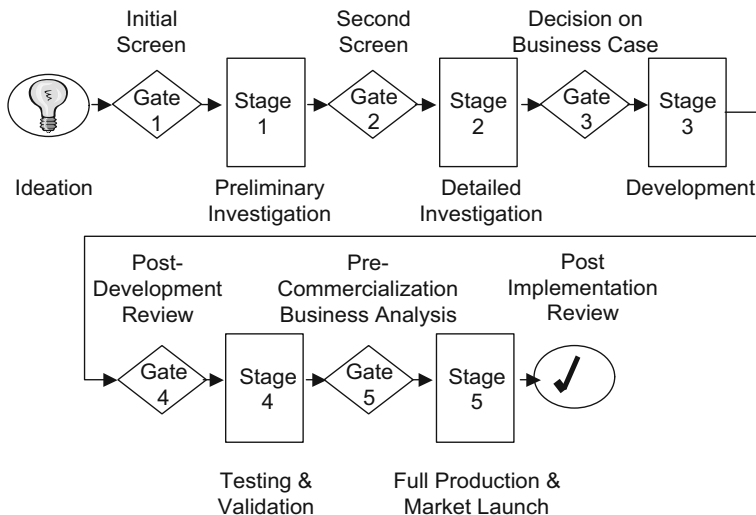 Initial
Screen
Second
Screen
Decision on
Business Case
Gate
1
Stage
1
Gate
2
Stage
2
Gate
3
Stage
3
Ideation
Preliminary
Investigation
Detailed
Investigation
Development
Post-
Development
Review
Pre-
Commercialization
Business Analysis
Post
Implementation
Review
Gate
4
Stage
4
Gate
5
Stage
5
Testing &
Validation
Full Production &
Market Launch